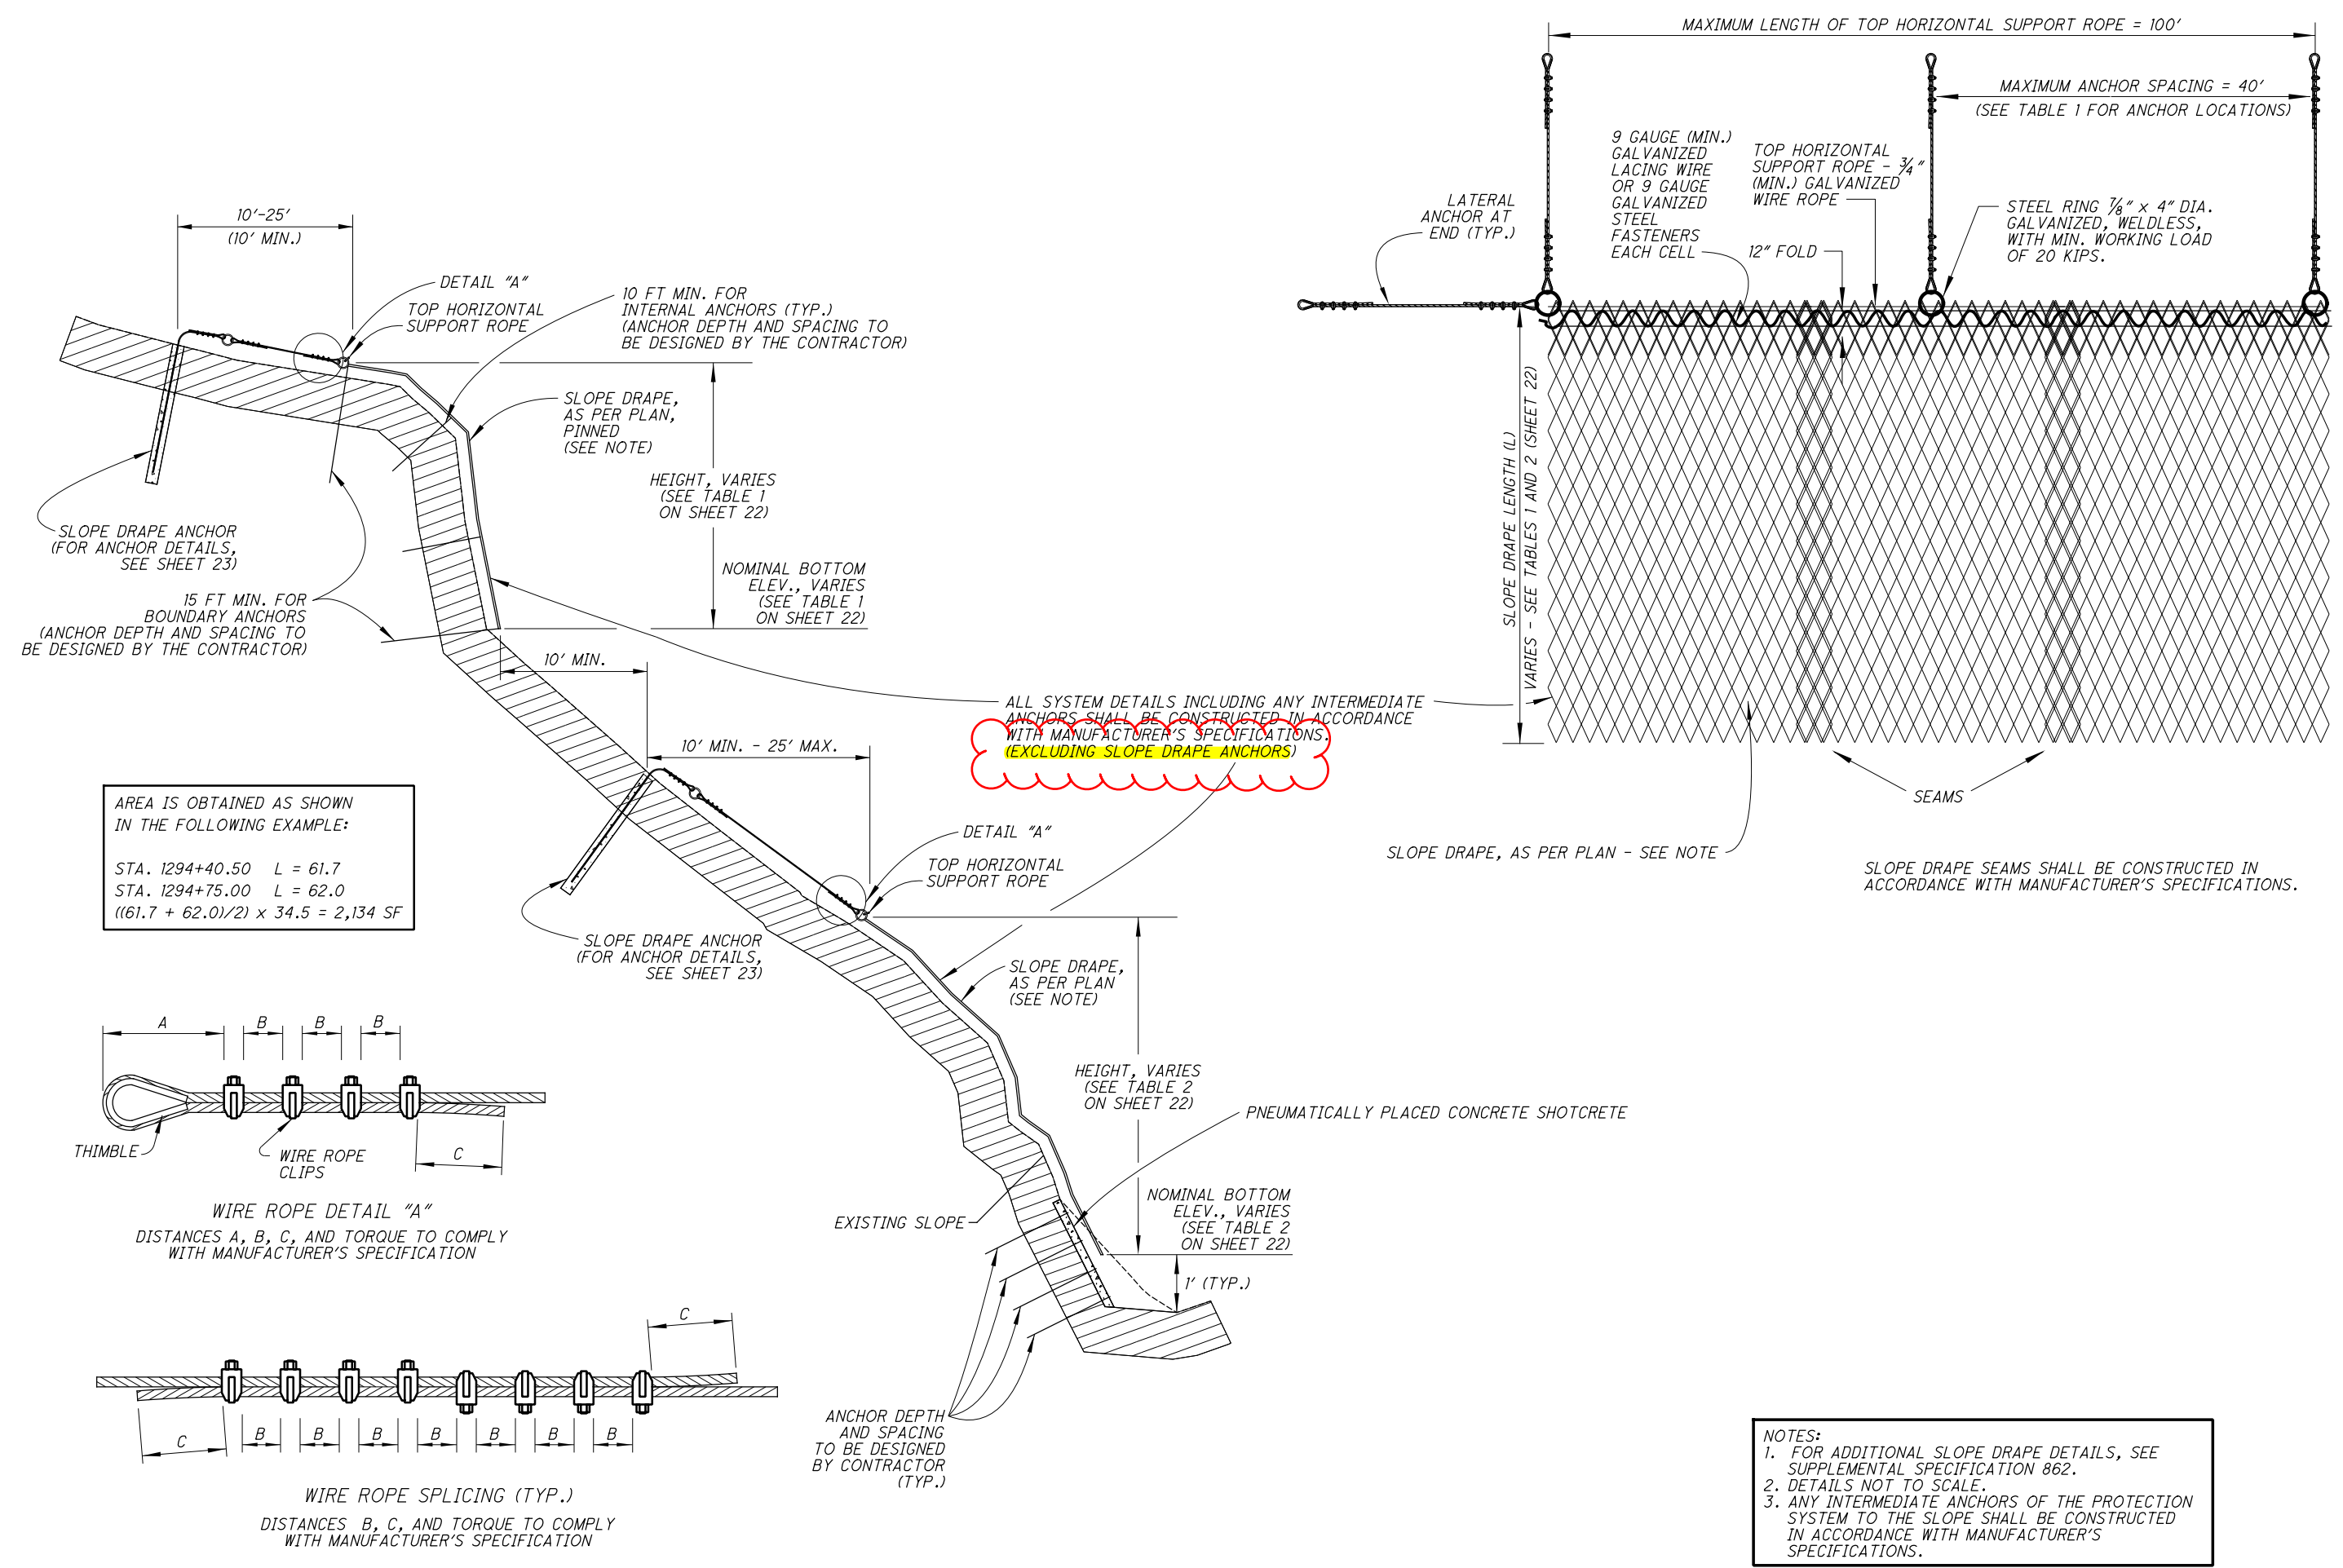 MAXIMUM LENGTH OF TOP HORIZONTAL SUPPORT ROPE = 100'
MAXIMUM ANCHOR SPACING = 40'
(SEE TABLE 1 FOR ANCHOR LOCATIONS)
9 GAUGE (MIN.)
GALVANIZED
LACING WIRE
OR 9 GAUGE
GALVANIZED
STEEL
FASTENERS
EACH CELL
TOP HORIZONTAL
SUPPORT ROPE - 3/4"
(MIN.) GALVANIZED
WIRE ROPE
12" FOLD
STEEL RING 7/8" x 4" DIA.
GALVANIZED, WELDLESS,
WITH MIN. WORKING LOAD
OF 20 KIPS.
LATERAL
ANCHOR AT
END (TYP.)
SLOPE DRAPE LENGTH (L)
VARIES - SEE TABLES 1 AND 2 (SHEET 22)
SEAMS
SLOPE DRAPE, AS PER PLAN - SEE NOTE
SLOPE DRAPE SEAMS SHALL BE CONSTRUCTED IN
ACCORDANCE WITH MANUFACTURER'S SPECIFICATIONS.
10'-25'
(10' MIN.)
DETAIL "A"
TOP HORIZONTAL
SUPPORT ROPE
10 FT MIN. FOR
INTERNAL ANCHORS (TYP.)
(ANCHOR DEPTH AND SPACING TO
BE DESIGNED BY THE CONTRACTOR)
SLOPE DRAPE,
AS PER PLAN,
PINNED
(SEE NOTE)
HEIGHT, VARIES
(SEE TABLE 1
ON SHEET 22)
SLOPE DRAPE ANCHOR
(FOR ANCHOR DETAILS,
SEE SHEET 23)
NOMINAL BOTTOM
ELEV., VARIES
(SEE TABLE 1
ON SHEET 22)
15 FT MIN. FOR
BOUNDARY ANCHORS
(ANCHOR DEPTH AND SPACING TO
BE DESIGNED BY THE CONTRACTOR)
10' MIN.
ALL SYSTEM DETAILS INCLUDING ANY INTERMEDIATE
ANCHORS SHALL BE CONSTRUCTED IN ACCORDANCE
WITH MANUFACTURER'S SPECIFICATIONS.
(EXCLUDING SLOPE DRAPE ANCHORS)
10' MIN. - 25' MAX.
AREA IS OBTAINED AS SHOWN
IN THE FOLLOWING EXAMPLE:
STA. 1294+40.50 L = 61.7
STA. 1294+75.00 L = 62.0
((61.7 + 62.0)/2) x 34.5 = 2,134 SF
DETAIL "A"
TOP HORIZONTAL
SUPPORT ROPE
SLOPE DRAPE ANCHOR
(FOR ANCHOR DETAILS,
SEE SHEET 23)
SLOPE DRAPE,
AS PER PLAN
(SEE NOTE)
HEIGHT, VARIES
(SEE TABLE 2
ON SHEET 22)
PNEUMATICALLY PLACED CONCRETE SHOTCRETE
EXISTING SLOPE
NOMINAL BOTTOM
ELEV., VARIES
(SEE TABLE 2
ON SHEET 22)
1' (TYP.)
ANCHOR DEPTH
AND SPACING
TO BE DESIGNED
BY CONTRACTOR
(TYP.)
A B B B
THIMBLE
WIRE ROPE
CLIPS
C
WIRE ROPE DETAIL "A"
DISTANCES A, B, C, AND TORQUE TO COMPLY
WITH MANUFACTURER'S SPECIFICATION
C
C B B B B B B B
WIRE ROPE SPLICING (TYP.)
DISTANCES B, C, AND TORQUE TO COMPLY
WITH MANUFACTURER'S SPECIFICATION
NOTES:
1. FOR ADDITIONAL SLOPE DRAPE DETAILS, SEE
SUPPLEMENTAL SPECIFICATION 862.
2. DETAILS NOT TO SCALE.
3. ANY INTERMEDIATE ANCHORS OF THE PROTECTION
SYSTEM TO THE SLOPE SHALL BE CONSTRUCTED
IN ACCORDANCE WITH MANUFACTURER'S
SPECIFICATIONS.